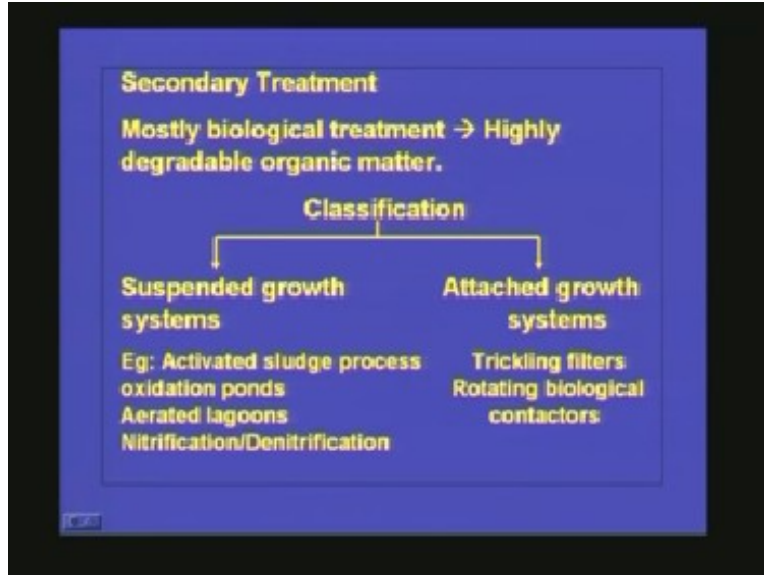 Secondary Treatment
Mostly biological treatment → Highly
degradable organic matter.
Classification
Suspended growth
systems
Eg: Activated sludge process
oxidation ponds
Aerated lagoons
Nitrification/Denitrification
Attached growth
systems
Trickling filters
Rotating biological
contactors